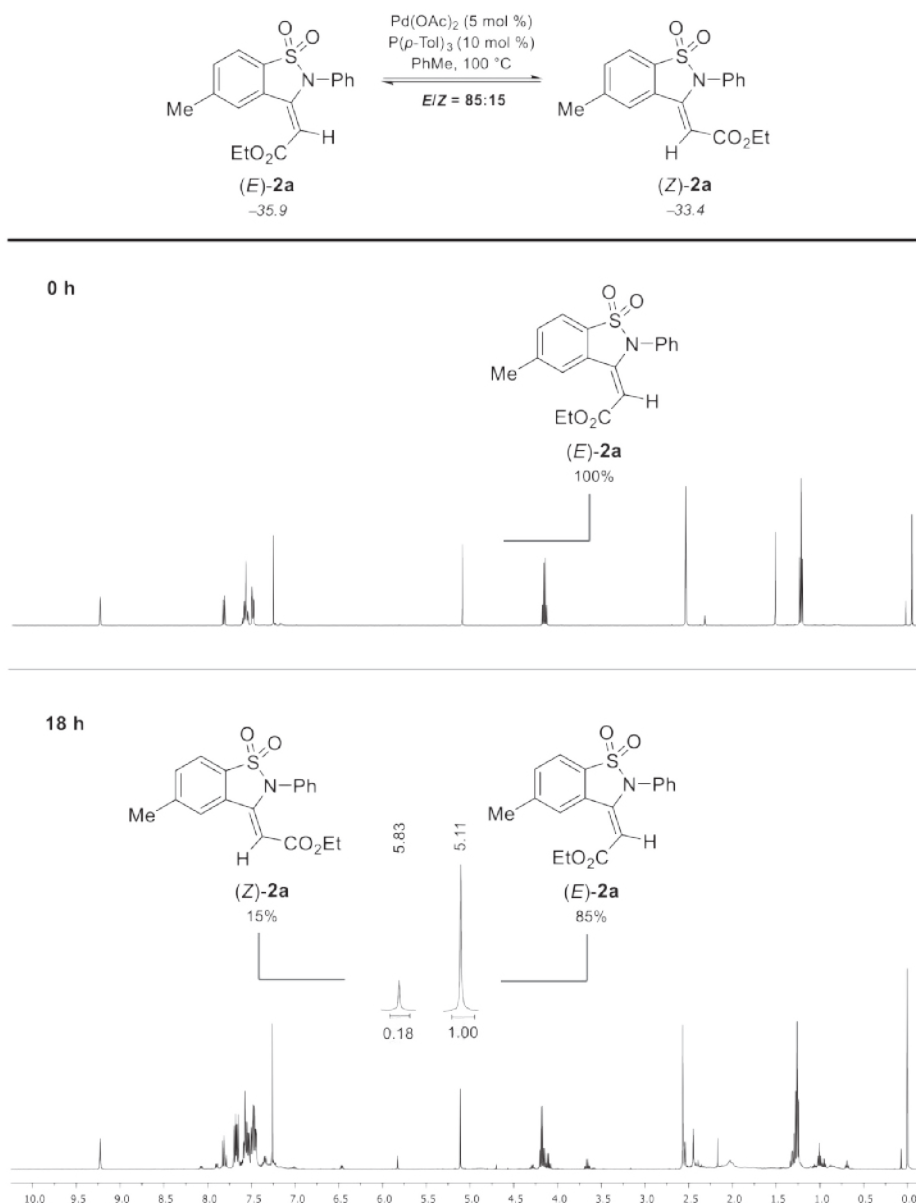 Pd(OAc)2 (5 mol %)
P(p-Tol)3 (10 mol %)
PhMe, 100 °C
E/Z = 85:15
O O
S
N Ph
Me
H
EtO2C
(E)-2a
–35.9
O O
S
N Ph
Me
H
CO2Et
(Z)-2a
–33.4
0 h
O O
S
N Ph
Me
H
EtO2C
(E)-2a
100%
18 h
O O
S
N Ph
Me
H
CO2Et
(Z)-2a
15%
5.83
5.11
0.18
1.00
O O
S
N Ph
Me
H
EtO2C
(E)-2a
85%
10.0 9.5 9.0 8.5 8.0 7.5 7.0 6.5 6.0 5.5 5.0 4.5 4.0 3.5 3.0 2.5 2.0 1.5 1.0 0.5 0.0